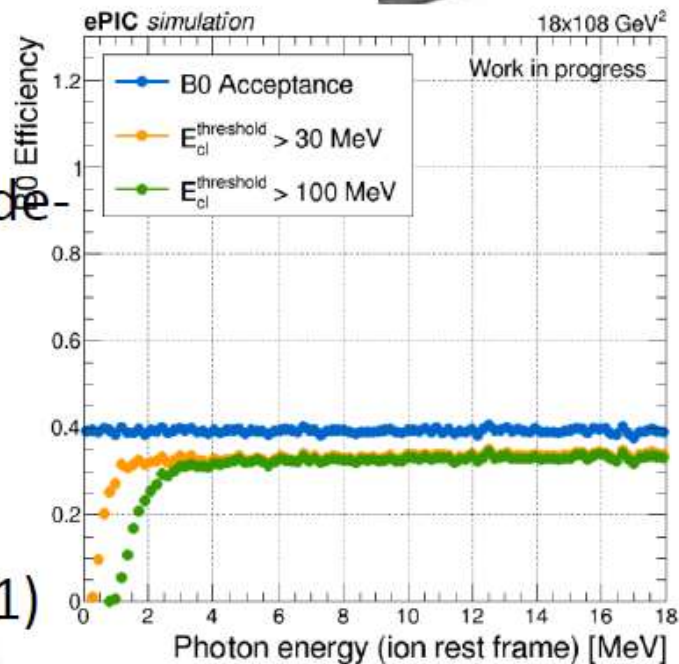 ePIC simulation 18x108 GeV²
Work in progress
B0 Acceptance
E_cl^threshold > 30 MeV
E_cl^threshold > 100 MeV
Efficiency
de-
1.2
1
0.8
0.6
0.4
0.2
0
0 2 4 6 8 10 12 14 16 18
1)
Photon energy (ion rest frame) [MeV]